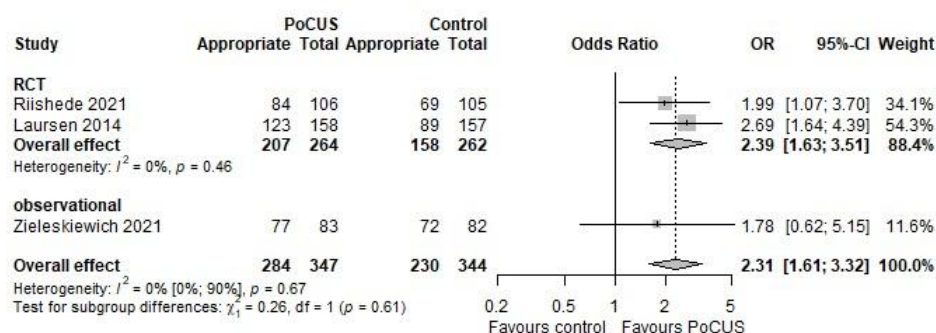 PoCUS Control
Study Appropriate Total Appropriate Total Odds Ratio OR 95%-CI Weight
RCT
Riishede 2021 84 106 69 105 1.99 [1.07; 3.70] 34.1%
Laursen 2014 123 158 89 157 2.69 [1.64; 4.39] 54.3%
Overall effect 207 264 158 262 2.39 [1.63; 3.51] 88.4%
Heterogeneity: I² = 0%, p = 0.46
observational
Zieleskiewich 2021 77 83 72 82 1.78 [0.62; 5.15] 11.6%
Overall effect 284 347 230 344 2.31 [1.61; 3.32] 100.0%
Heterogeneity: I² = 0% [0%; 90%], p = 0.67
Test for subgroup differences: χ²₁ = 0.26, df = 1 (p = 0.61)
0.2 0.5 1 2 5
Favours control Favours PoCUS